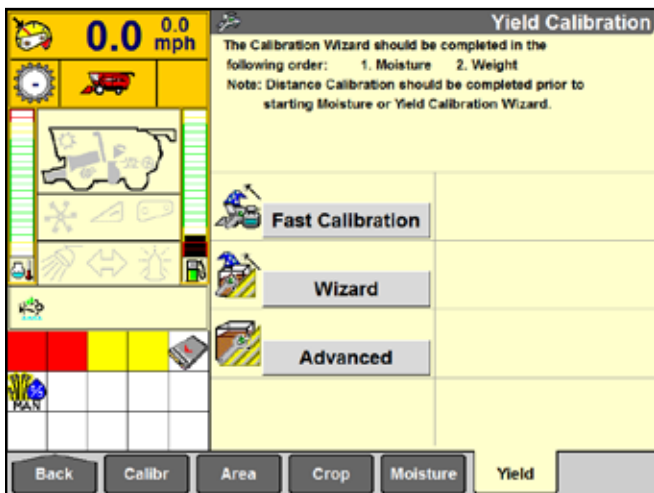 0.0 0.0 mph
Yield Calibration
The Calibration Wizard should be completed in the
following order: 1. Moisture 2. Weight
Note: Distance Calibration should be completed prior to
starting Moisture or Yield Calibration Wizard.
Fast Calibration
Wizard
Advanced
MAN
Back Calibr Area Crop Moisture Yield